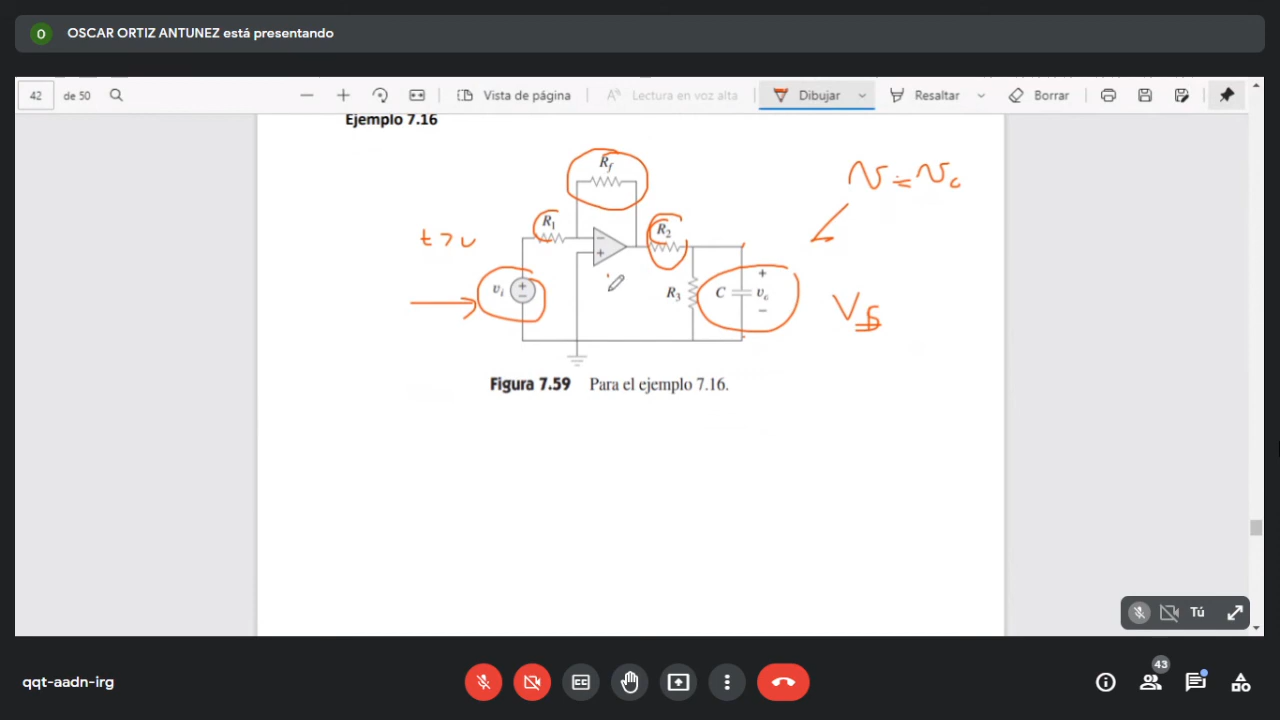 O OSCAR ORTIZ ANTUNEZ está presentando
42 de 50 Vista de página A Lectura en voz alta Dibujar Resaltar Borrar
Ejemplo 7.16
Rf
R1
R2
t > 0
vi
R3
C
+
vo
−
Figura 7.59 Para el ejemplo 7.16.
Tú
qqt-aadn-irg
CC
43